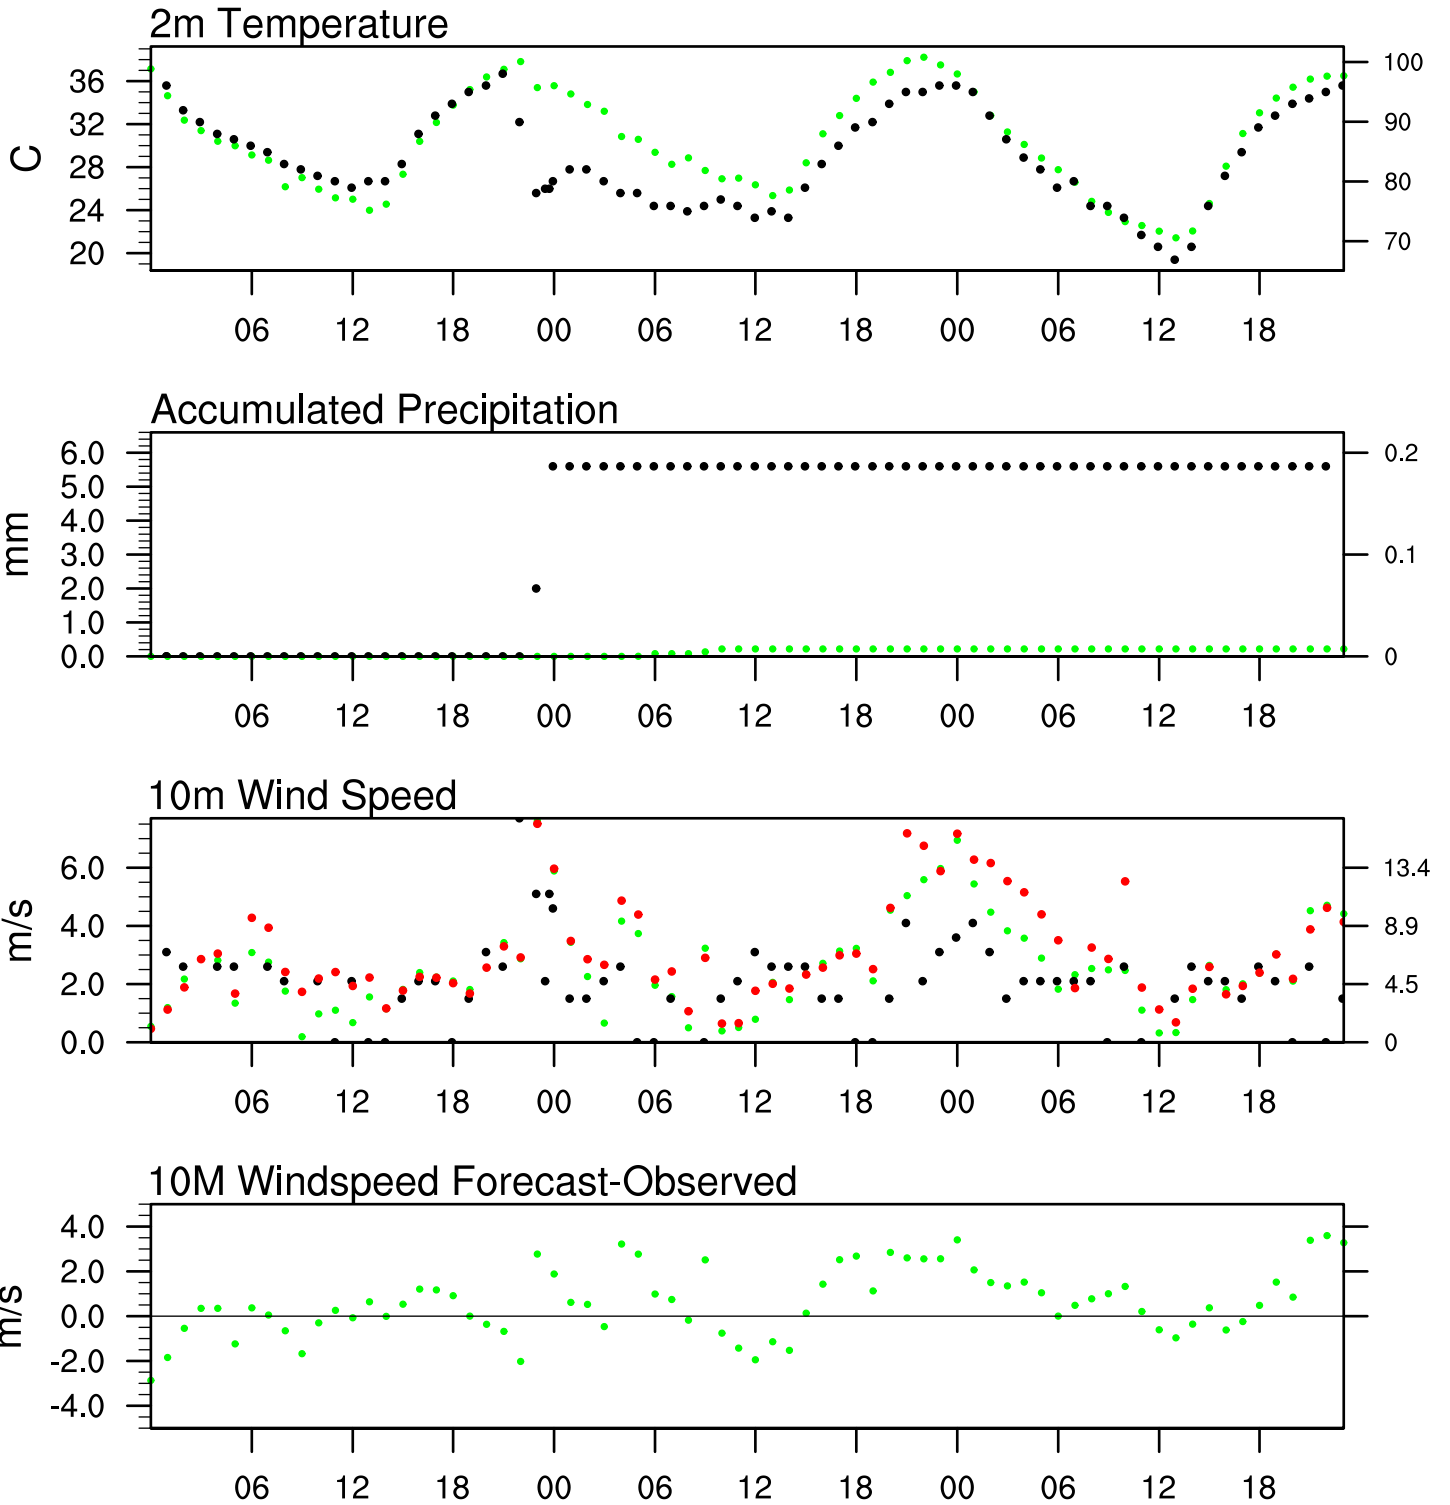 2m Temperature
36
32
28
24
20
C
100
90
80
70
06 12 18 00 06 12 18 00 06 12 18
Accumulated Precipitation
6.0
5.0
4.0
3.0
2.0
1.0
0.0
mm
0.2
0.1
0
06 12 18 00 06 12 18 00 06 12 18
10m Wind Speed
6.0
4.0
2.0
0.0
m/s
13.4
8.9
4.5
0
06 12 18 00 06 12 18 00 06 12 18
10M Windspeed Forecast-Observed
4.0
2.0
0.0
-2.0
-4.0
m/s
06 12 18 00 06 12 18 00 06 12 18